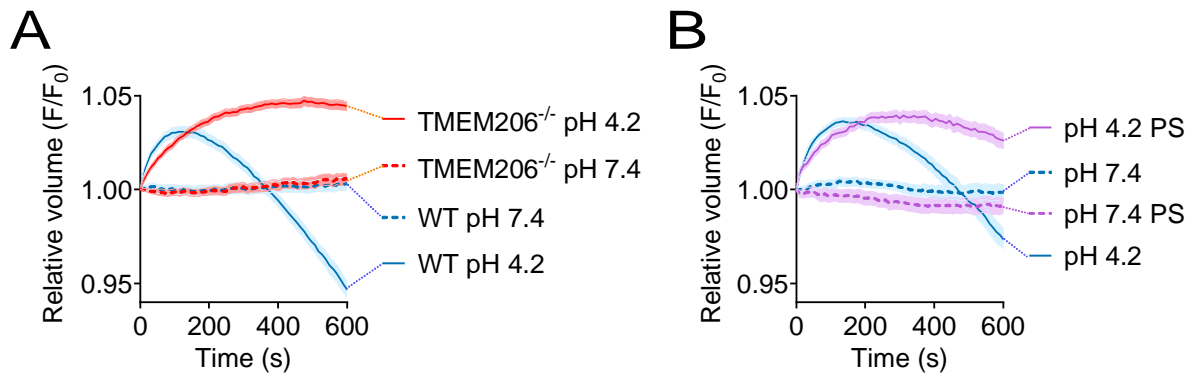 A
Relative volume (F/F₀)
1.05
1.00
0.95
0
200
400
600
Time (s)
TMEM206⁻/⁻ pH 4.2
TMEM206⁻/⁻ pH 7.4
WT pH 7.4
WT pH 4.2
B
Relative volume (F/F₀)
1.05
1.00
0.95
0
200
400
600
Time (s)
pH 4.2 PS
pH 7.4
pH 7.4 PS
pH 4.2